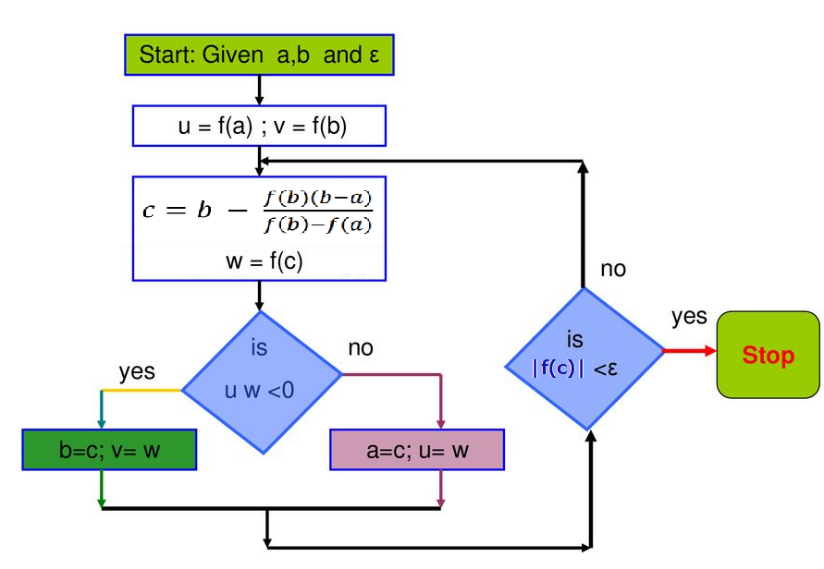 Start: Given a,b and ε
u = f(a) ; v = f(b)
c = b − f(b)(b−a) / f(b)−f(a)
w = f(c)
is
u w <0
yes
no
b=c; v= w
a=c; u= w
is
|f(c)| <ε
no
yes
Stop